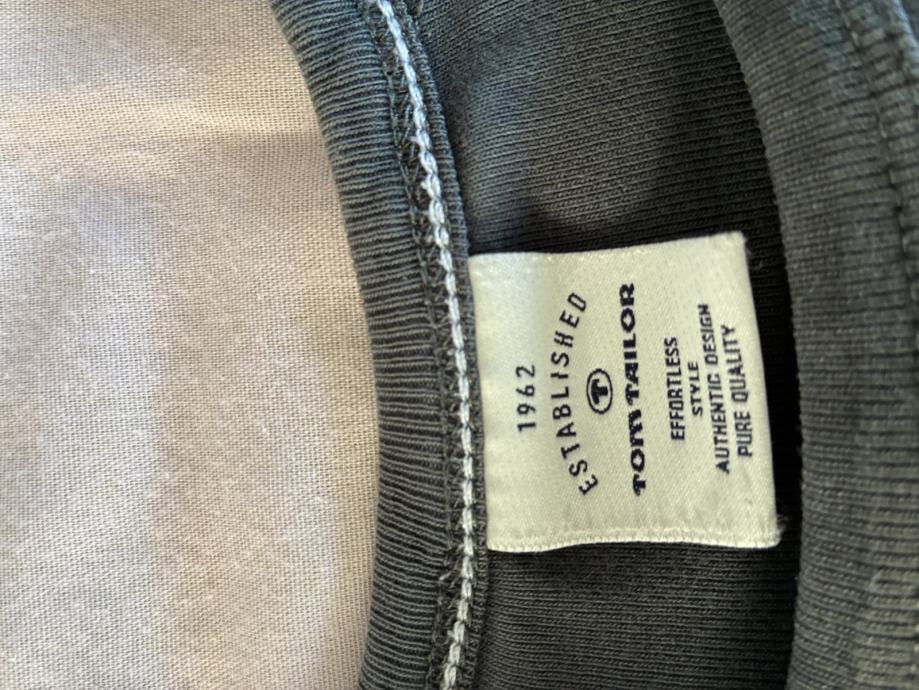 1962
ESTABLISHED
T
TOM TAILOR
EFFORTLESS
STYLE
AUTHENTIC DESIGN
PURE QUALITY